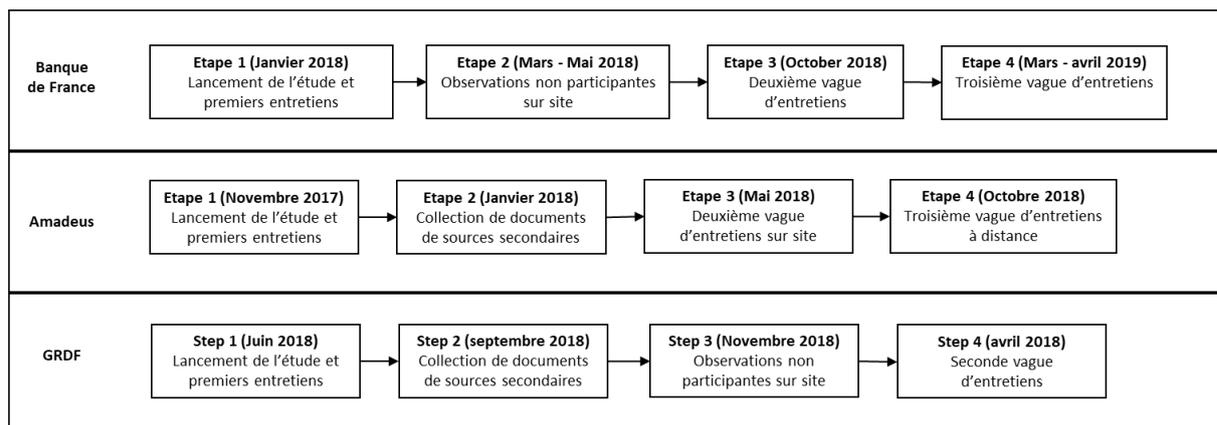 Banque
de France
Etape 1 (Janvier 2018)
Lancement de l'étude et
premiers entretiens
Etape 2 (Mars - Mai 2018)
Observations non participantes
sur site
Etape 3 (October 2018)
Deuxième vague
d'entretiens
Etape 4 (Mars - avril 2019)
Troisième vague d'entretiens
Amadeus
Etape 1 (Novembre 2017)
Lancement de l'étude et
premiers entretiens
Etape 2 (Janvier 2018)
Collection de documents
de sources secondaires
Etape 3 (Mai 2018)
Deuxième vague
d'entretiens sur site
Etape 4 (Octobre 2018)
Troisième vague d'entretiens
à distance
GRDF
Step 1 (Juin 2018)
Lancement de l'étude et
premiers entretiens
Step 2 (septembre 2018)
Collection de documents
de sources secondaires
Step 3 (Novembre 2018)
Observations non
participantes sur site
Step 4 (avril 2018)
Seconde vague
d'entretiens